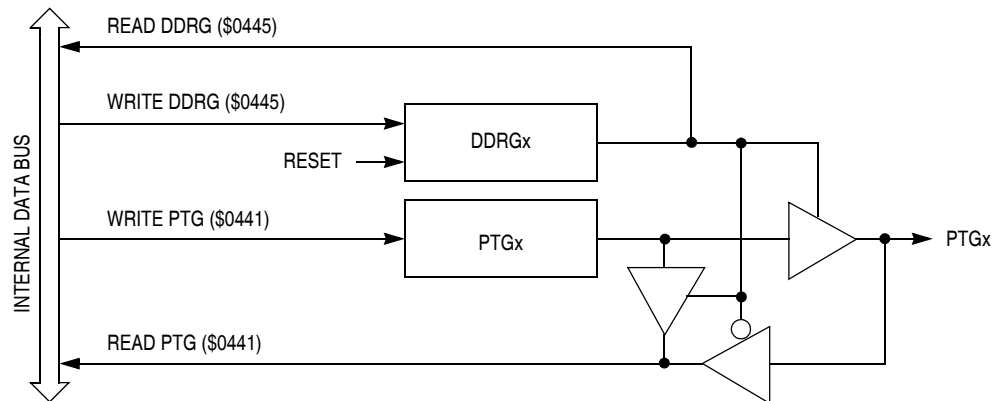 READ DDRG ($0445)
WRITE DDRG ($0445)
DDRGx
RESET
INTERNAL DATA BUS
WRITE PTG ($0441)
PTGx
PTGx
READ PTG ($0441)